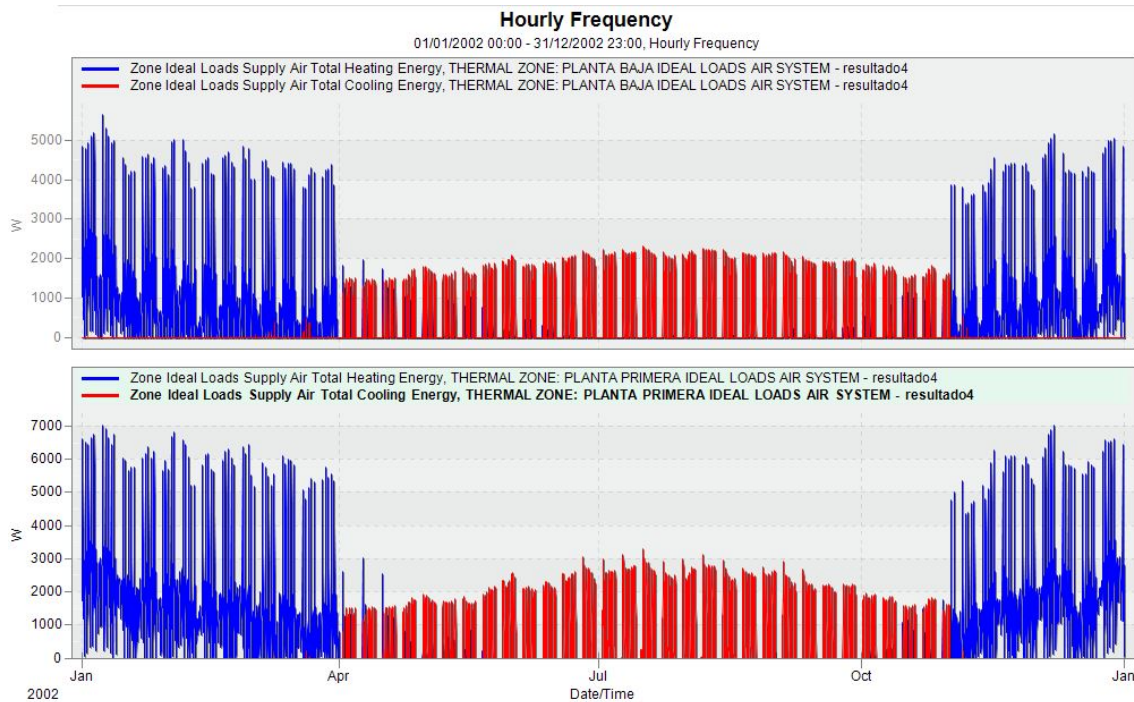 Hourly Frequency
01/01/2002 00:00 - 31/12/2002 23:00, Hourly Frequency
Zone Ideal Loads Supply Air Total Heating Energy, THERMAL ZONE: PLANTA BAJA IDEAL LOADS AIR SYSTEM - resultado4
Zone Ideal Loads Supply Air Total Cooling Energy, THERMAL ZONE: PLANTA BAJA IDEAL LOADS AIR SYSTEM - resultado4
5000
4000
3000
W
2000
1000
0
Zone Ideal Loads Supply Air Total Heating Energy, THERMAL ZONE: PLANTA PRIMERA IDEAL LOADS AIR SYSTEM - resultado4
Zone Ideal Loads Supply Air Total Cooling Energy, THERMAL ZONE: PLANTA PRIMERA IDEAL LOADS AIR SYSTEM - resultado4
7000
6000
5000
4000
W
3000
2000
1000
0
Jan Apr Jul Oct Jan
2002 Date/Time